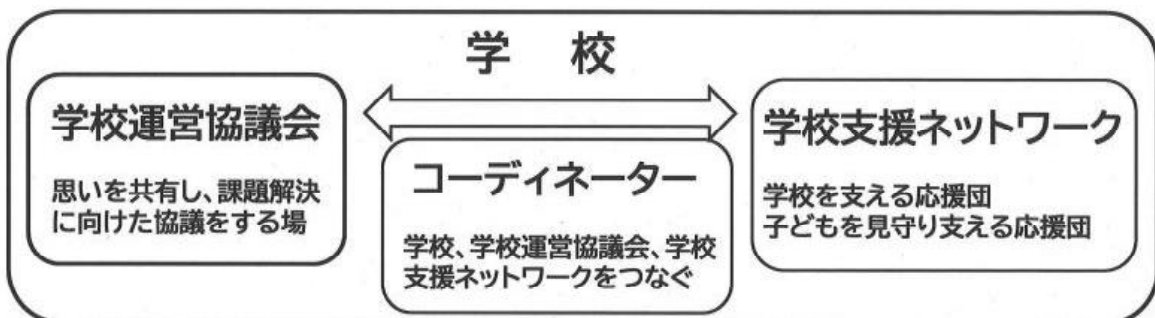 学 校
学校運営協議会
思いを共有し、課題解決
に向けた協議をする場
コーディネーター
学校、学校運営協議会、学校
支援ネットワークをつなぐ
学校支援ネットワーク
学校を支える応援団
子どもを見守り支える応援団